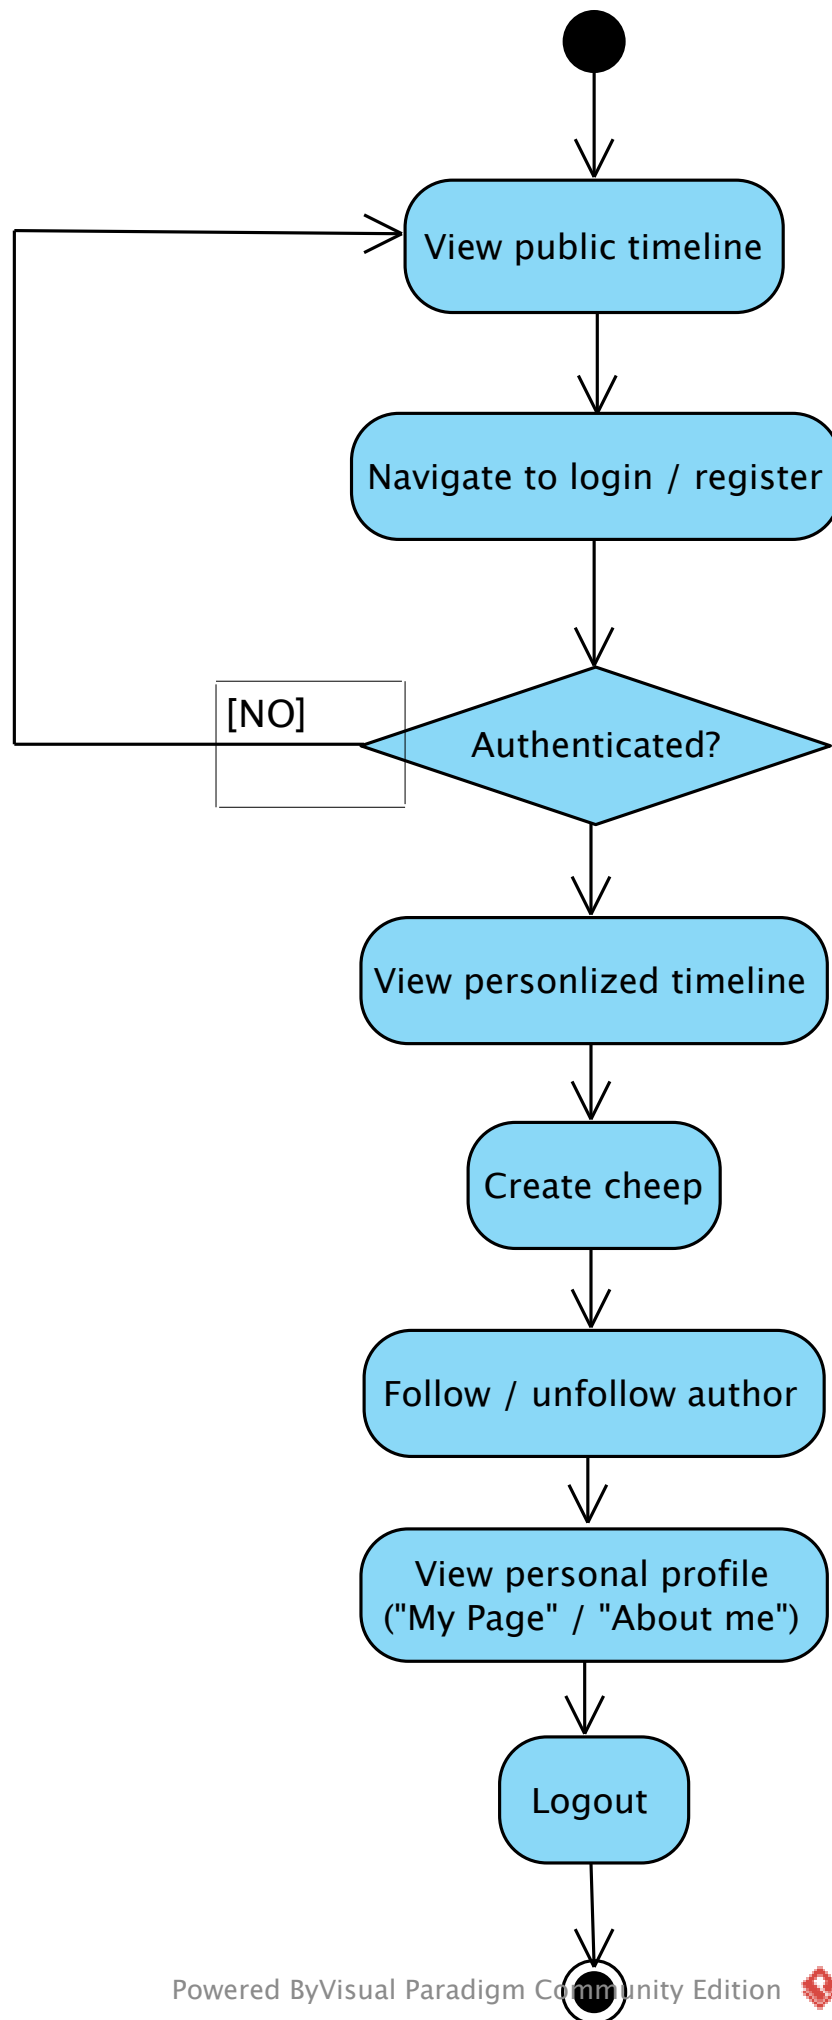 View public timeline
Navigate to login / register
[NO]
Authenticated?
View personlized timeline
Create cheep
Follow / unfollow author
View personal profile
("My Page" / "About me")
Logout
Powered ByVisual Paradigm Community Edition